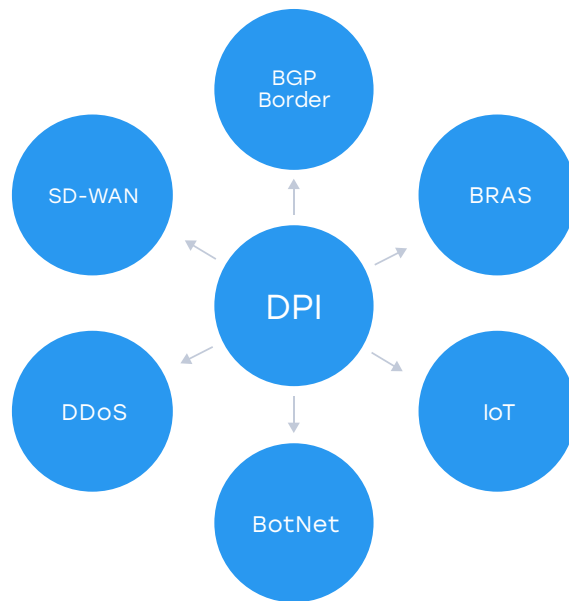 BGP
Border
SD-WAN
BRAS
DPI
DDoS
IoT
BotNet